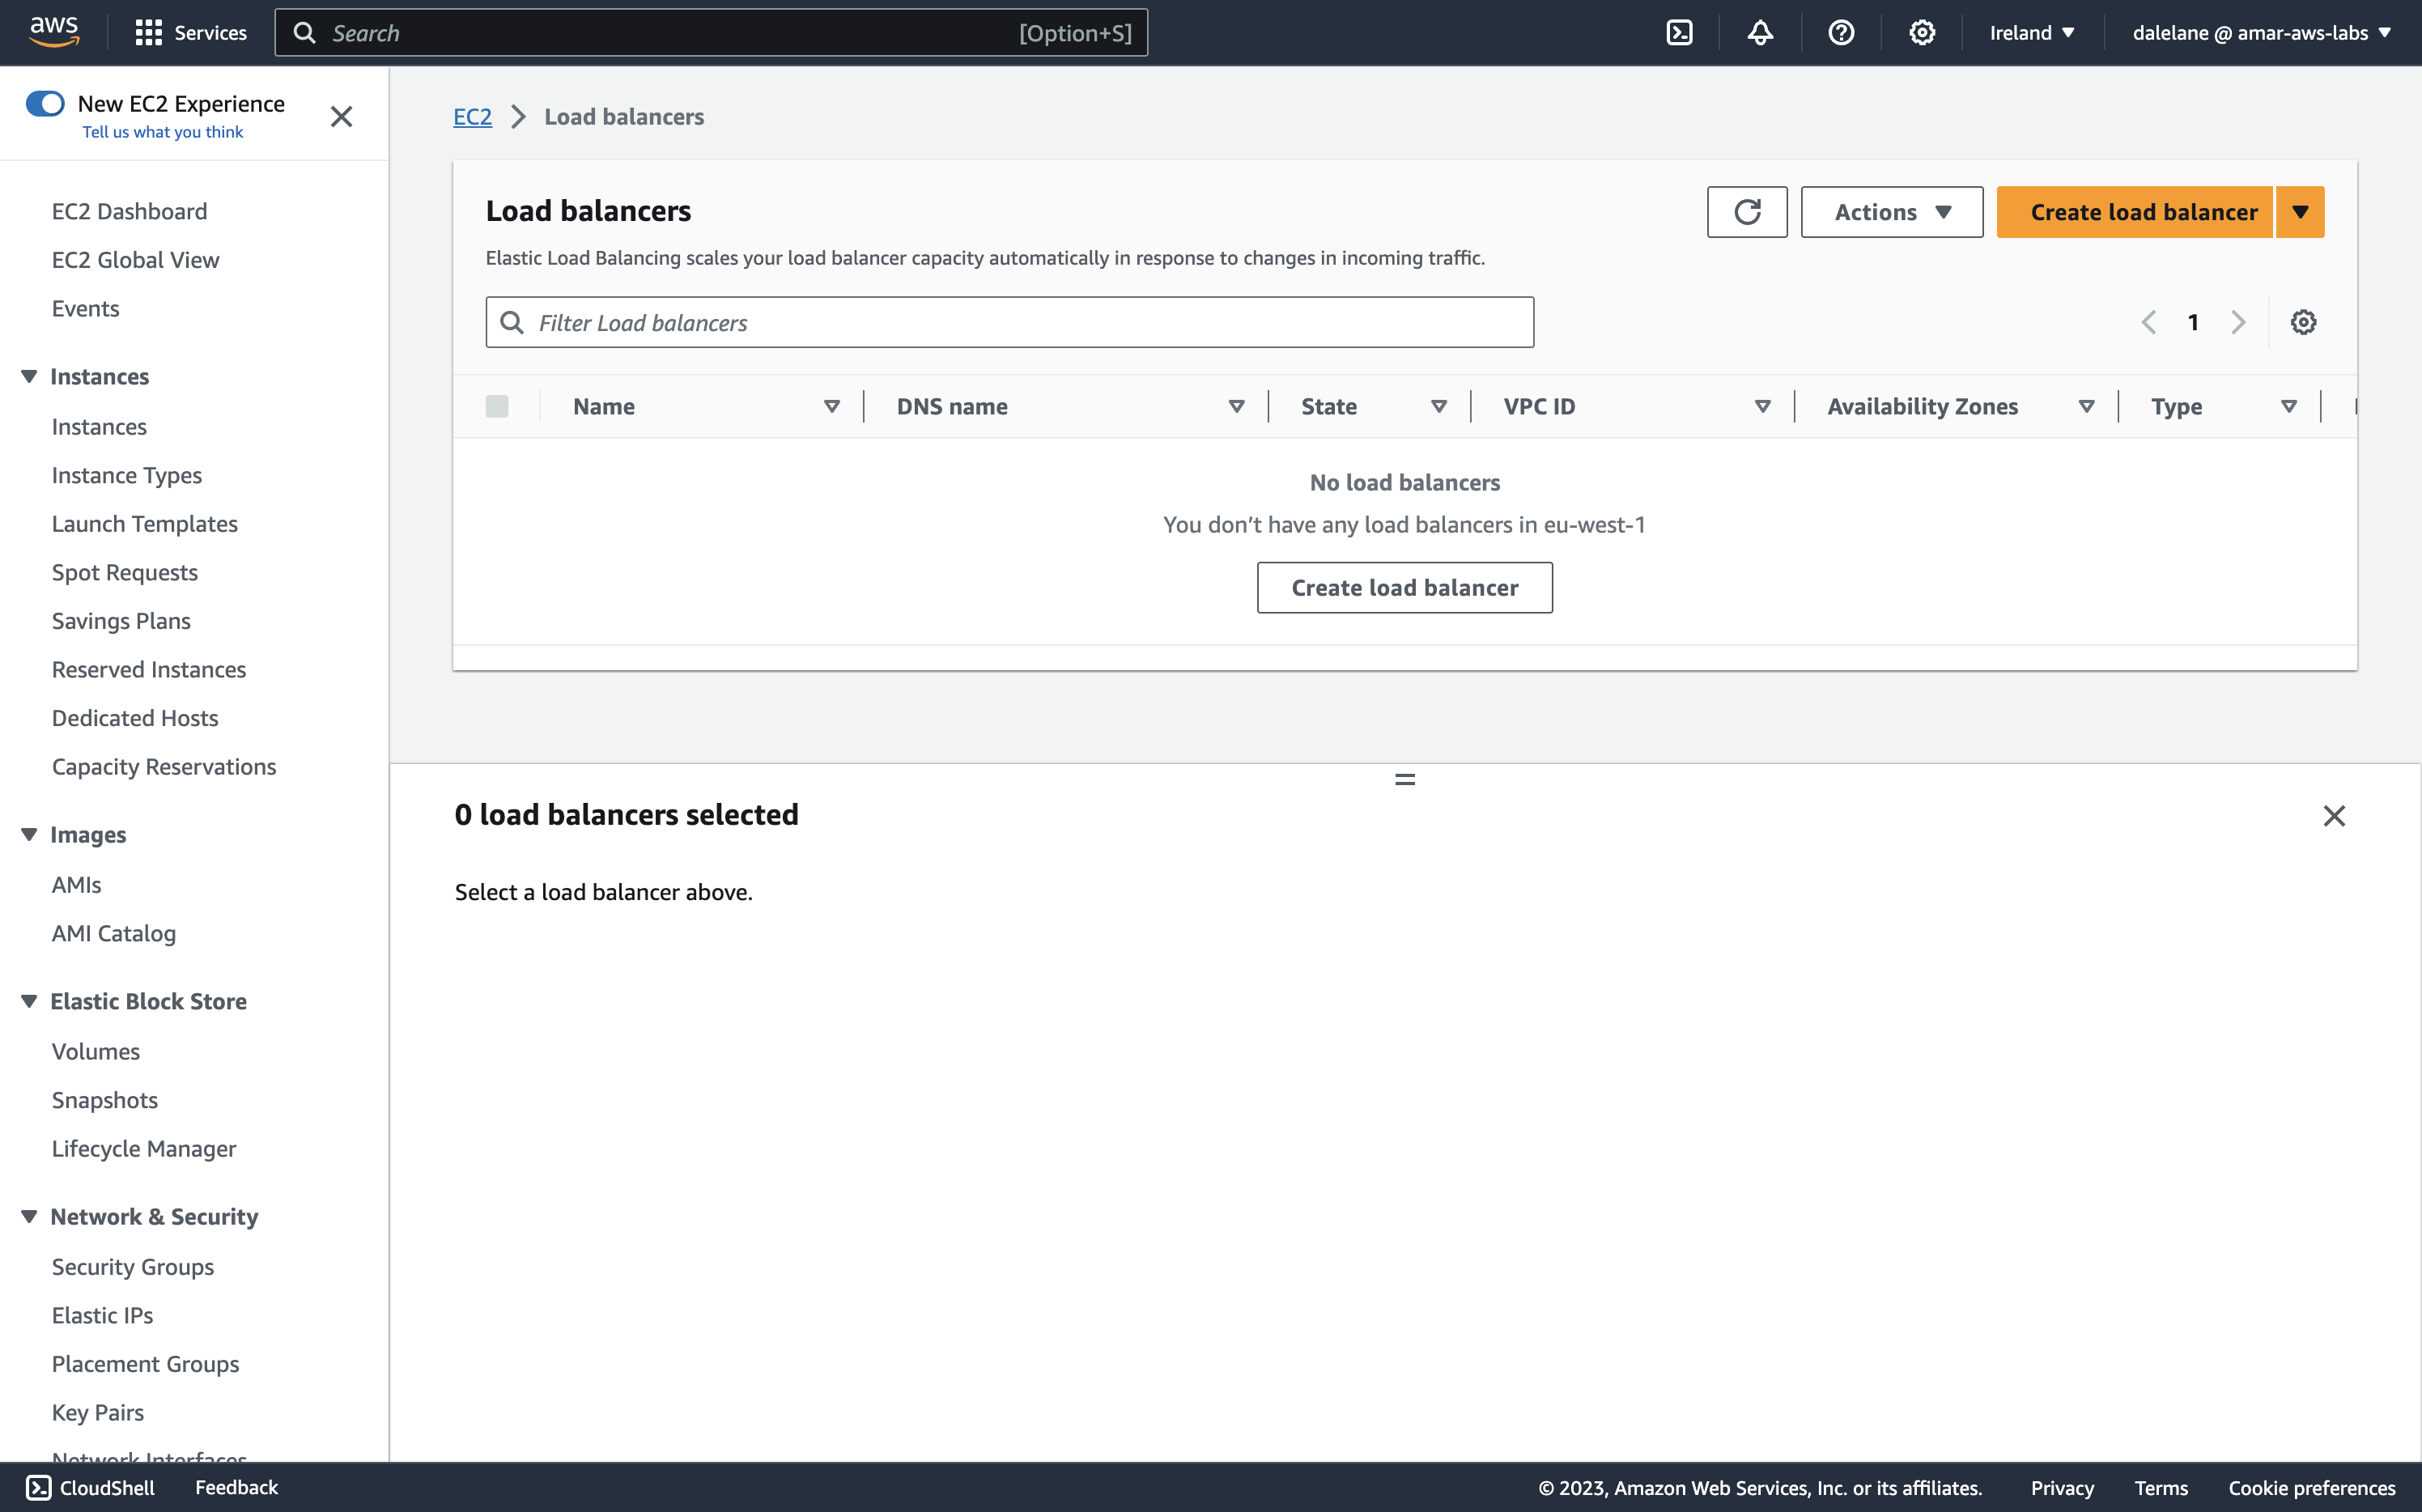 aws
Services
Search
[Option+S]
Ireland
dalelane @ amar-aws-labs
New EC2 Experience
Tell us what you think
EC2 Dashboard
EC2 Global View
Events
Instances
Instances
Instance Types
Launch Templates
Spot Requests
Savings Plans
Reserved Instances
Dedicated Hosts
Capacity Reservations
Images
AMIs
AMI Catalog
Elastic Block Store
Volumes
Snapshots
Lifecycle Manager
Network & Security
Security Groups
Elastic IPs
Placement Groups
Key Pairs
Network Interfaces
EC2
Load balancers
Load balancers
Actions
Create load balancer
Elastic Load Balancing scales your load balancer capacity automatically in response to changes in incoming traffic.
Filter Load balancers
1
Name
DNS name
State
VPC ID
Availability Zones
Type
No load balancers
You don’t have any load balancers in eu-west-1
Create load balancer
0 load balancers selected
Select a load balancer above.
CloudShell
Feedback
© 2023, Amazon Web Services, Inc. or its affiliates.
Privacy
Terms
Cookie preferences